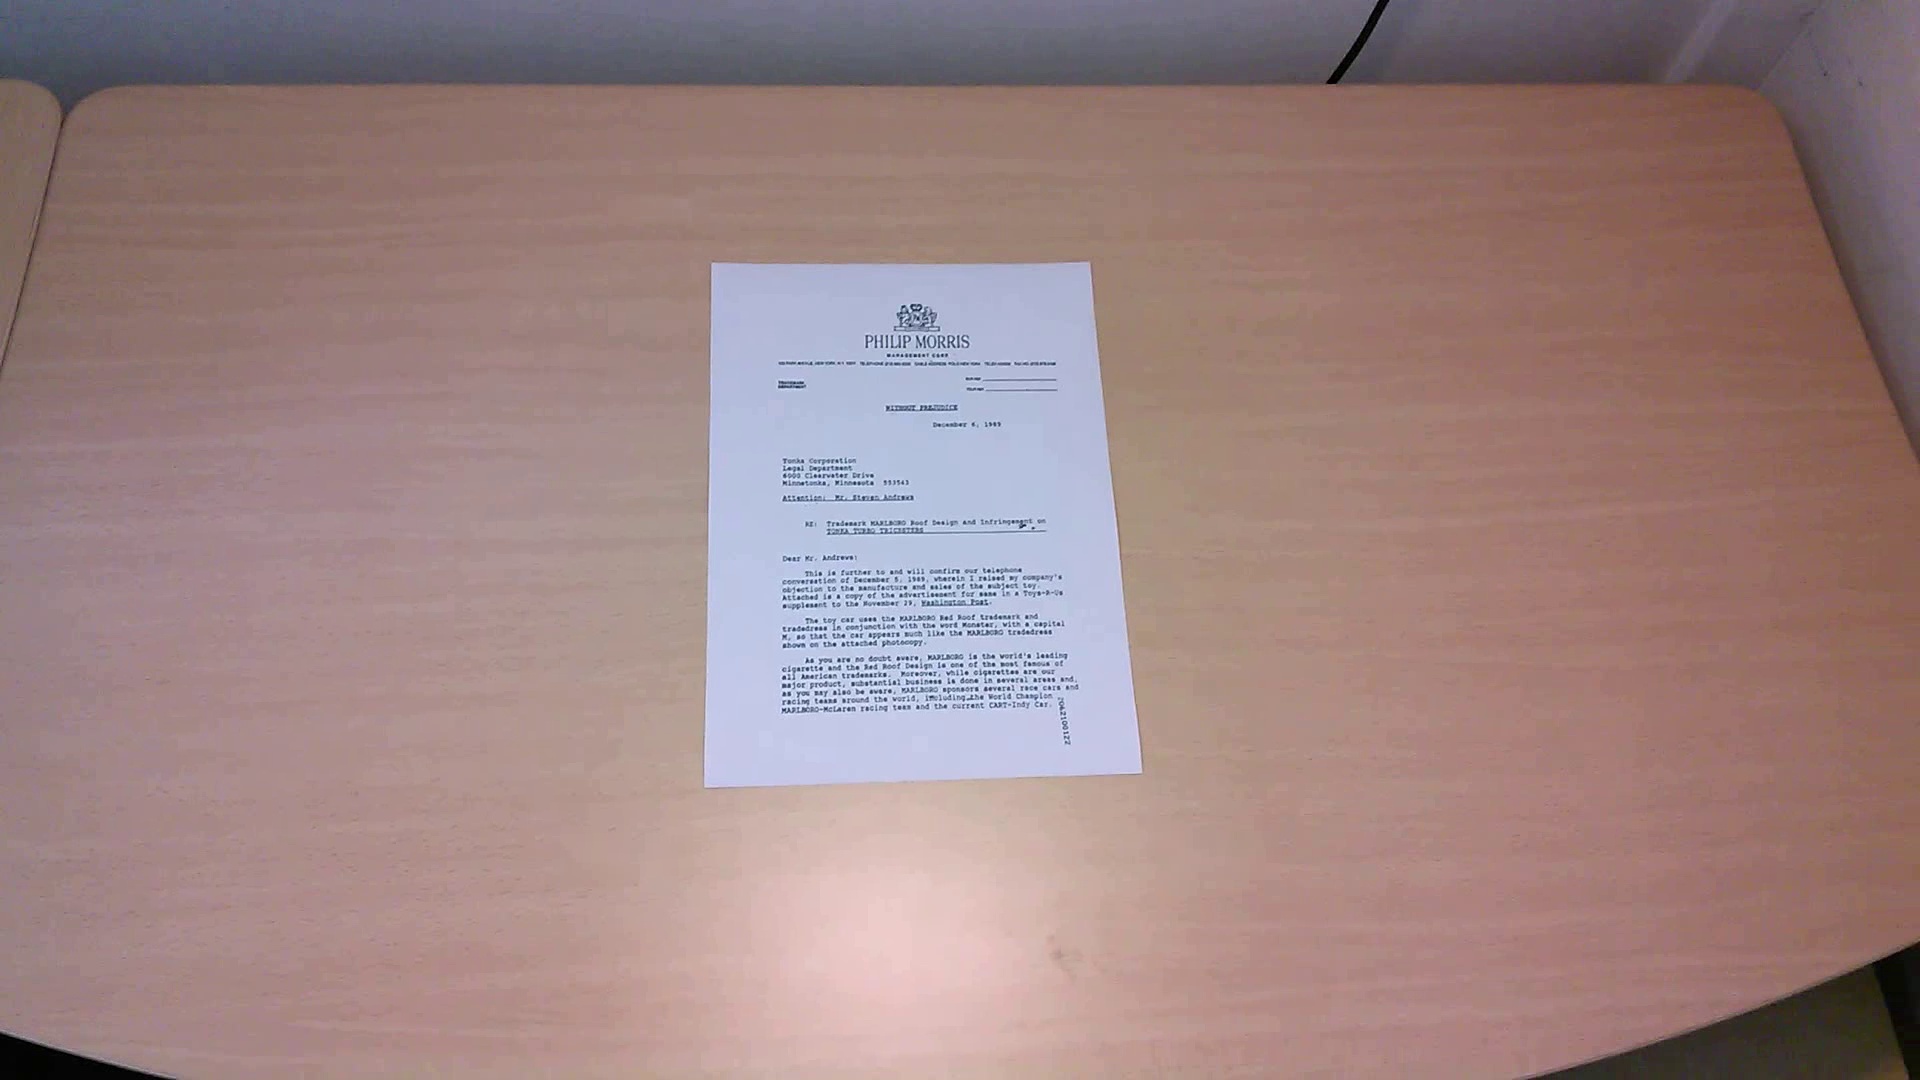 PHILIP MORRIS
MANAGEMENT CORP.
TRADEMARK
DEPARTMENT
OUR REF.
YOUR REF.
WITHOUT PREJUDICE
December 6, 1989
Tonka Corporation
Legal Department
6000 Clearwater Drive
Minnetonka, Minnesota 553543
Attention: Mr. Steven Andrews
RE: Trademark MARLBORO Roof Design and Infringement on
TONKA TURBO TRICKSTERS
Dear Mr. Andrews:
This is further to and will confirm our telephone
conversation of December 5, 1989, wherein I raised my company's
objection to the manufacture and sales of the subject toy.
Attached is a copy of the advertisement for same in a Toys-R-Us
supplement to the November 29, Washington Post.
The toy car uses the MARLBORO Red Roof trademark and
tradedress in conjunction with the word Monster, with a capital
M, so that the car appears much like the MARLBORO tradedress
shown on the attached photocopy.
As you are no doubt aware, MARLBORO is the world's leading
cigarette and the Red Roof Design is one of the most famous of
all American trademarks. Moreover, while cigarettes are our
major product, substantial business is done in several areas and,
as you may also be aware, MARLBORO sponsors several race cars and
racing teams around the world, including the World Champion
MARLBORO-McLaren racing team and the current CART-Indy Car.